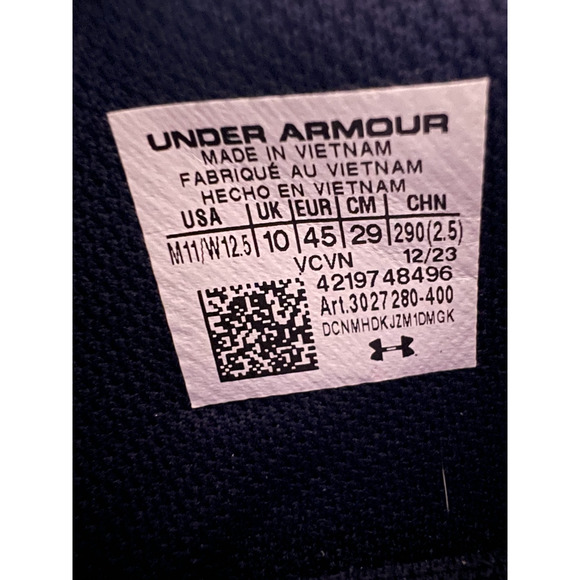 UNDER ARMOUR
MADE IN VIETNAM
FABRIQUÉ AU VIETNAM
HECHO EN VIETNAM
USA UK EUR CM CHN
M11/W12.5 10 45 29 290(2.5)
VCVN 12/23
4219748496
Art.3027280-400
DCNMHDKJZM1DMGK